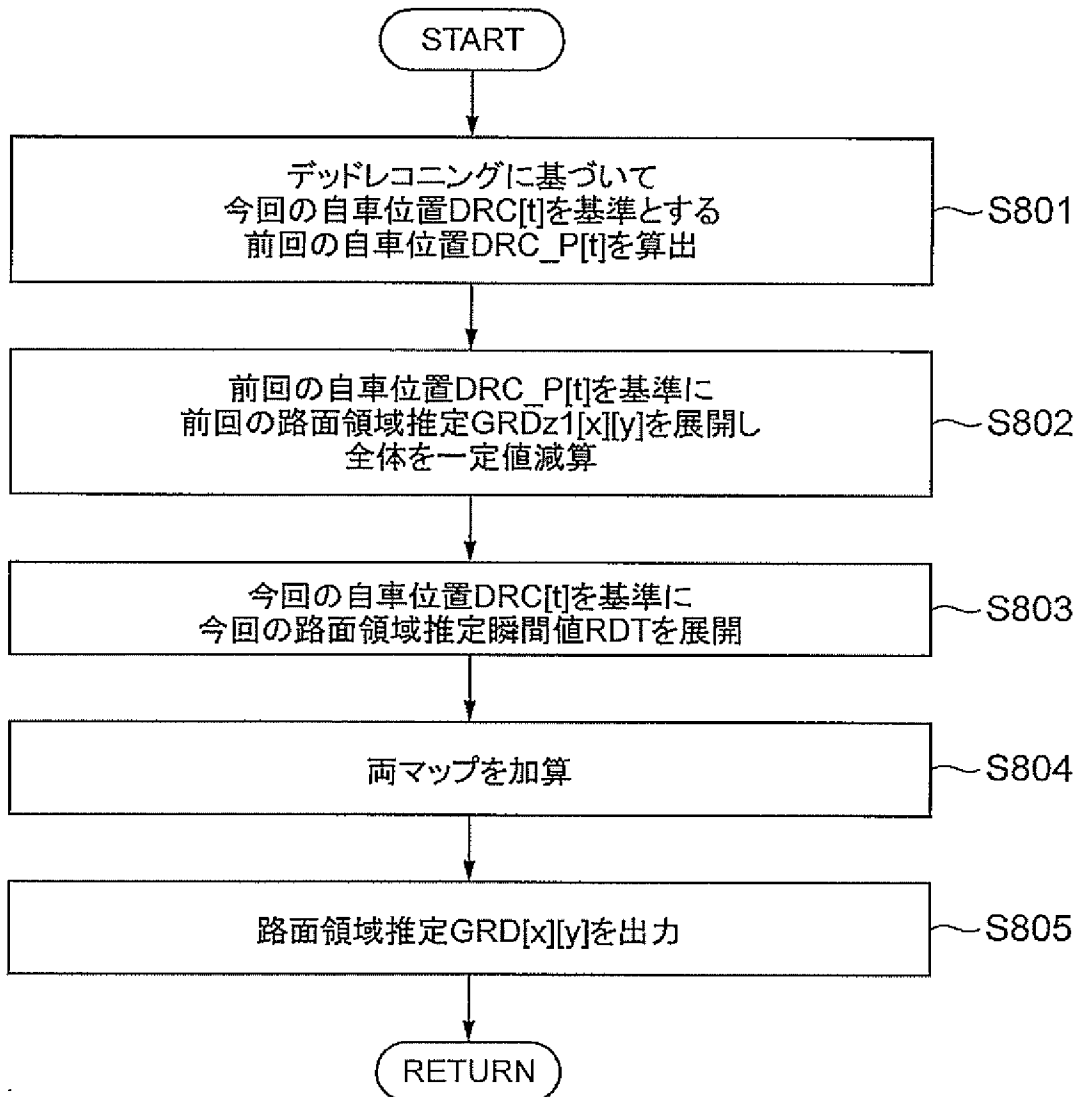 START
デッドレコニングに基づいて
今回の自車位置DRC[t]を基準とする
前回の自車位置DRC_P[t]を算出
S801
前回の自車位置DRC_P[t]を基準に
前回の路面領域推定GRDz1[x][y]を展開し
全体を一定値減算
S802
今回の自車位置DRC[t]を基準に
今回の路面領域推定瞬間値RDTを展開
S803
両マップを加算
S804
路面領域推定GRD[x][y]を出力
S805
RETURN